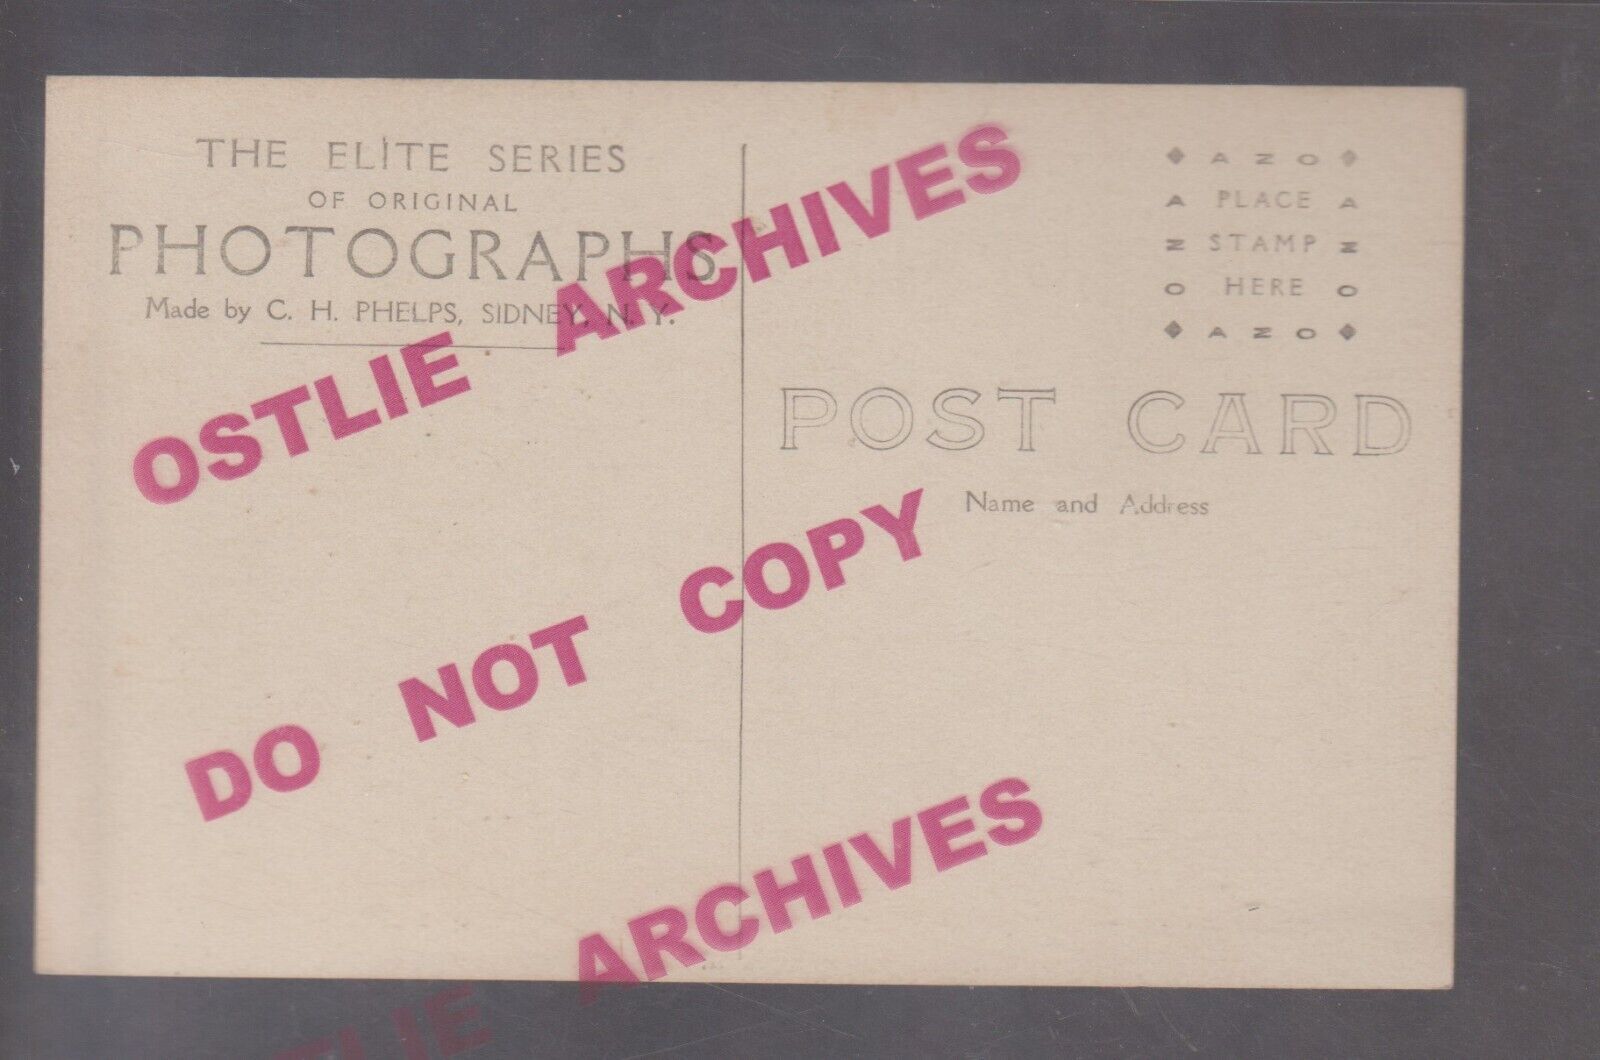 THE ELITE SERIES
OF ORIGINAL
PHOTOGRAPHS
Made by C. H. PHELPS, SIDNEY, N. Y.
AZO
A PLACE A
Z STAMP Z
O HERE O
AZO
POST CARD
Name and Address
OSTLIE ARCHIVES
DO NOT COPY
OSTLIE ARCHIVES